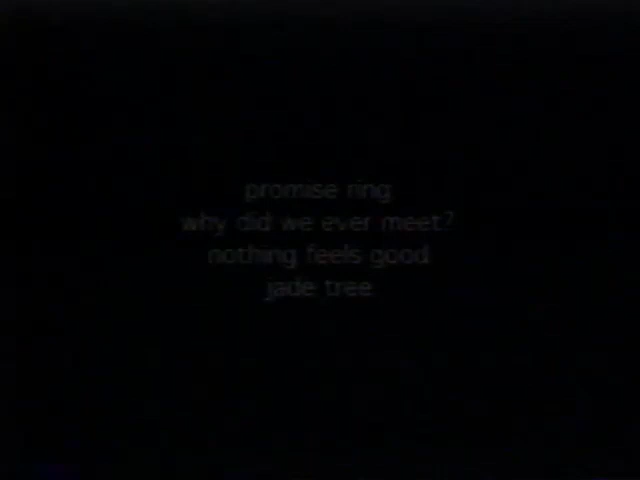 promise ring
why did we ever meet?
nothing feels good
jade tree